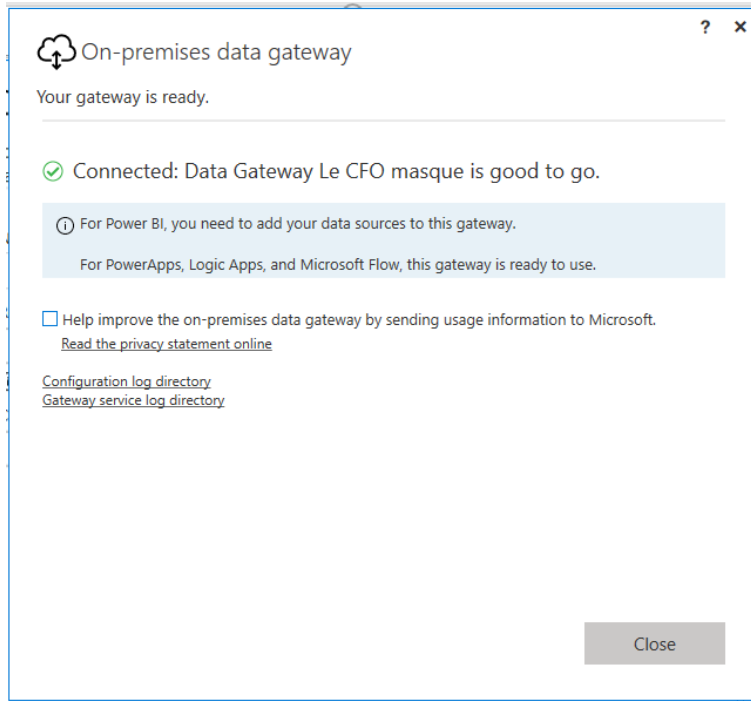 ? ×
On-premises data gateway
Your gateway is ready.
Connected: Data Gateway Le CFO masque is good to go.
For Power BI, you need to add your data sources to this gateway.
For PowerApps, Logic Apps, and Microsoft Flow, this gateway is ready to use.
Help improve the on-premises data gateway by sending usage information to Microsoft.
Read the privacy statement online
Configuration log directory
Gateway service log directory
Close